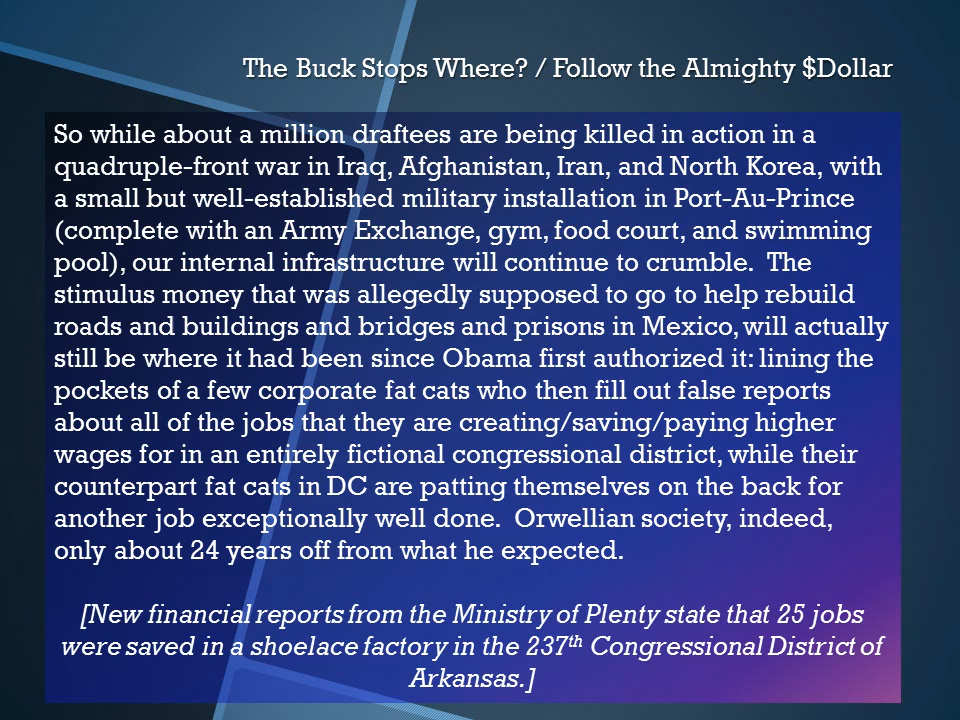 The Buck Stops Where? / Follow the Almighty $Dollar
So while about a million draftees are being killed in action in a
quadruple-front war in Iraq, Afghanistan, Iran, and North Korea, with
a small but well-established military installation in Port-Au-Prince
(complete with an Army Exchange, gym, food court, and swimming
pool), our internal infrastructure will continue to crumble.  The
stimulus money that was allegedly supposed to go to help rebuild
roads and buildings and bridges and prisons in Mexico, will actually
still be where it had been since Obama first authorized it: lining the
pockets of a few corporate fat cats who then fill out false reports
about all of the jobs that they are creating/saving/paying higher
wages for in an entirely fictional congressional district, while their
counterpart fat cats in DC are patting themselves on the back for
another job exceptionally well done.  Orwellian society, indeed,
only about 24 years off from what he expected.
[New financial reports from the Ministry of Plenty state that 25 jobs
were saved in a shoelace factory in the 237th Congressional District of
Arkansas.]